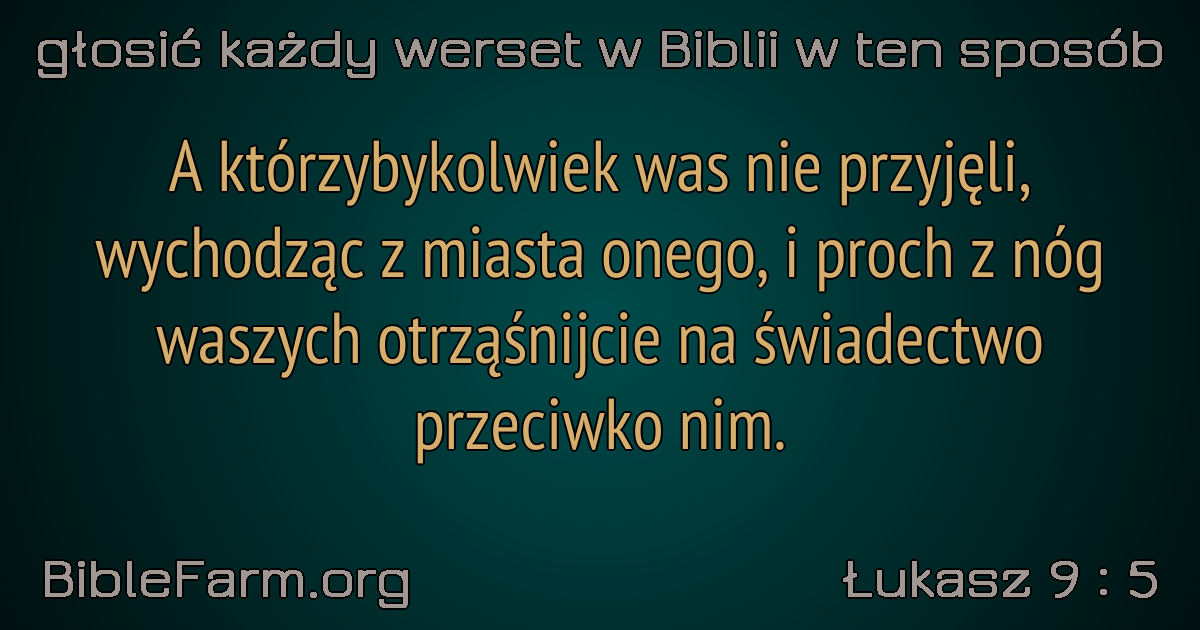 głosić każdy werset w Biblii w ten sposób
A którzybykolwiek was nie przyjęli,
wychodząc z miasta onego, i proch z nóg
waszych otrząśnijcie na świadectwo
przeciwko nim.
BibleFarm.org
Łukasz 9 : 5